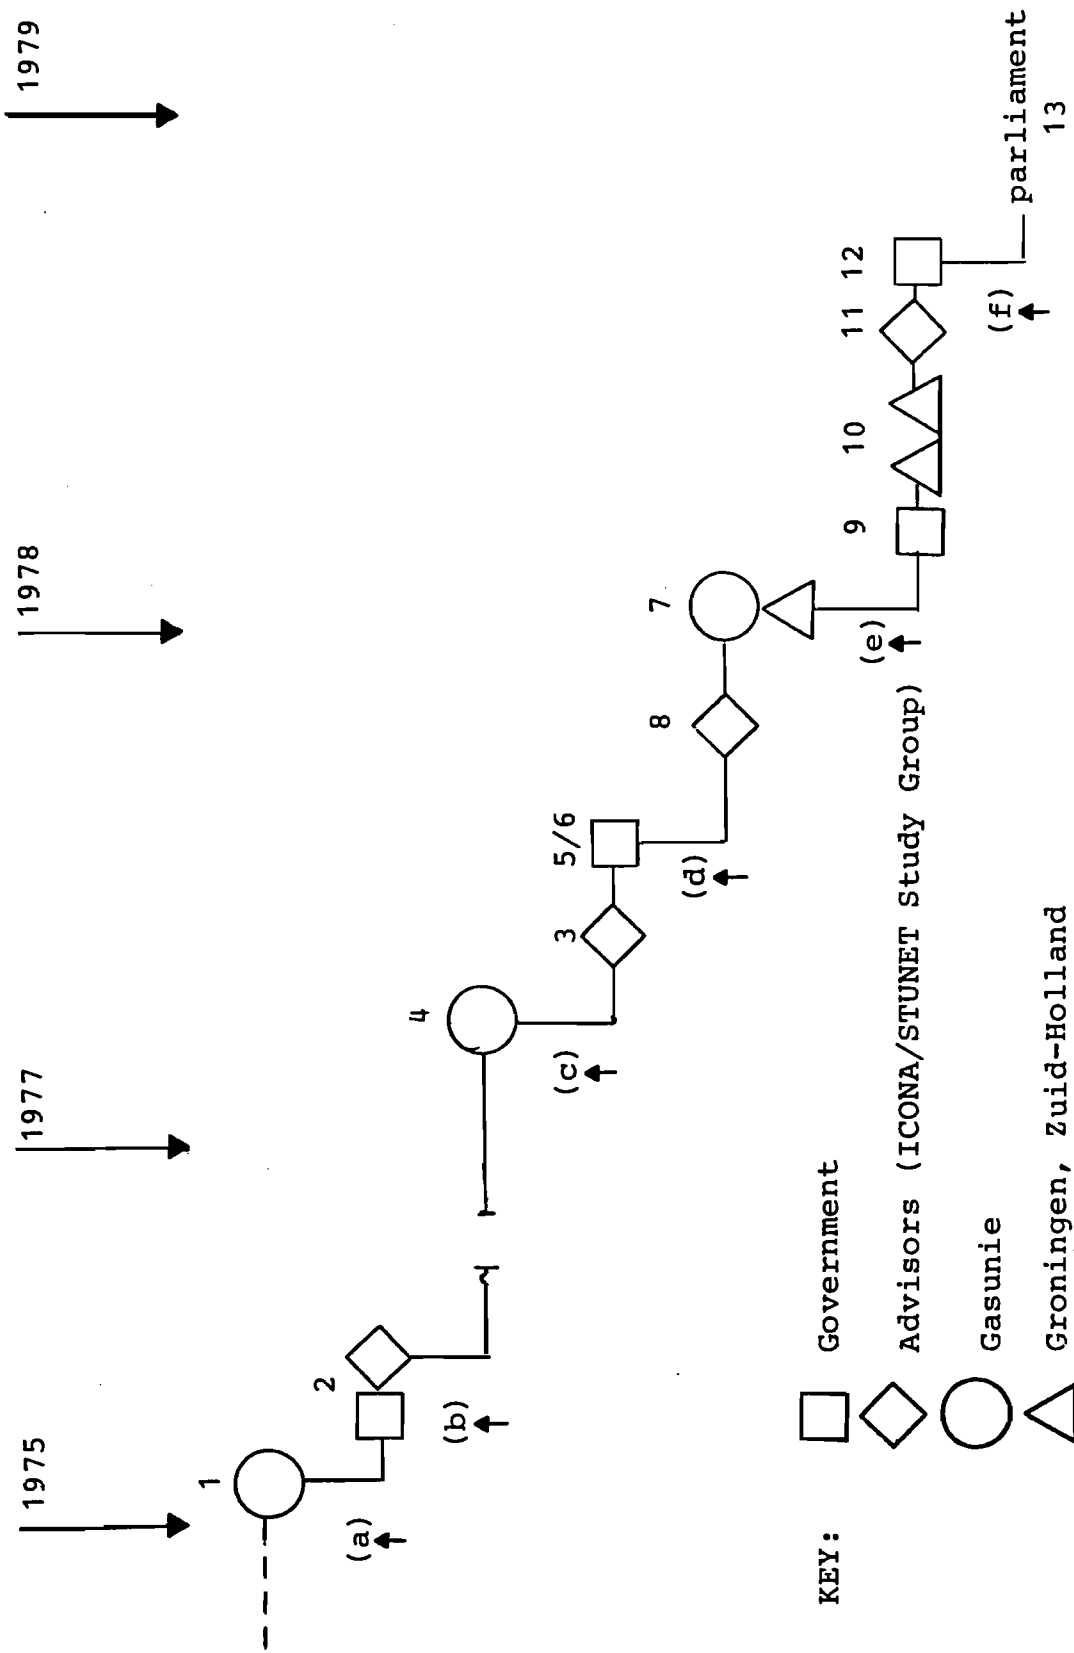 1975
1977
1978
1979
1
2
4
3
5/6
8
7
9
10
11
12
(a)
(b)
(c)
(d)
(e)
(f)
parliament
13
KEY:
Government
Advisors (ICONA/STUNET Study Group)
Gasunie
Groningen, Zuid-Holland